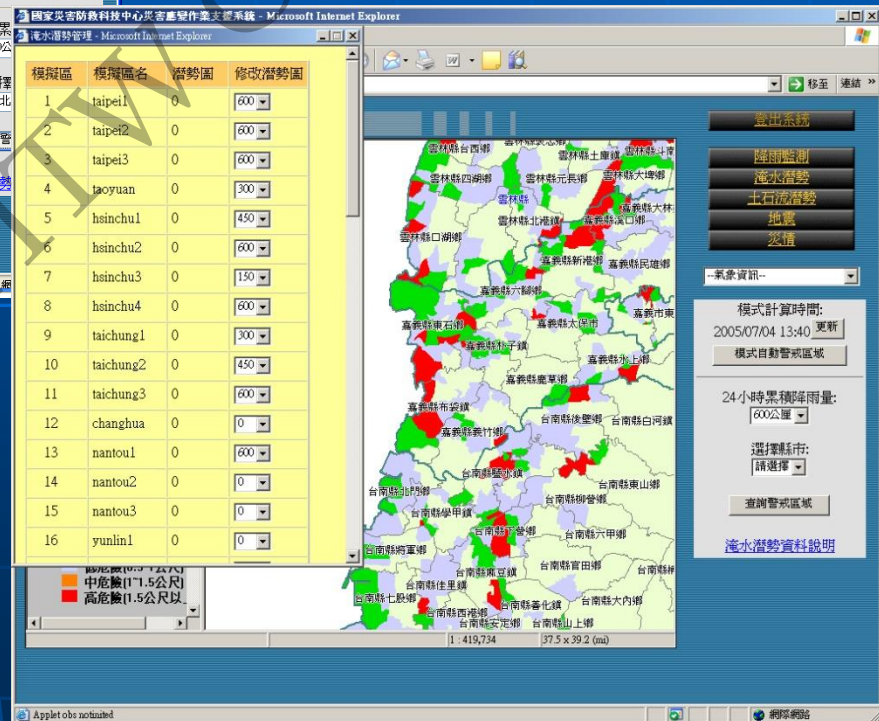 國家災害防救科技中心災害應變作業支援系統 - Microsoft Internet Explorer
淹水潛勢管理 - Microsoft Internet Explorer
移至 連結 »
模擬區 模擬區名 潛勢圖 修改潛勢圖
1 taipei1 0 600
2 taipei2 0 600
3 taipei3 0 600
4 taoyuan 0 300
5 hsinchu1 0 450
6 hsinchu2 0 600
7 hsinchu3 0 150
8 hsinchu4 0 600
9 taichung1 0 300
10 taichung2 0 450
11 taichung3 0 600
12 changhua 0 0
13 nantou1 0 600
14 nantou2 0 0
15 nantou3 0 0
16 yunlin1 0 0
中危險(1~1.5公尺)
高危險(1.5公尺以
雲林縣台西鄉
雲林縣土庫鎮
雲林縣斗南
雲林縣四湖鄉
雲林縣元長鄉
雲林縣大埤鄉
雲林縣
嘉義縣大林
雲林縣北港鎮
嘉義縣溪口鄉
雲林縣口湖鄉
嘉義縣新港鄉
嘉義縣民雄鄉
嘉義縣六腳鄉
嘉義市東
嘉義縣東石鄉
嘉義縣太保市
嘉義縣朴子鎮
嘉義縣水上鄉
嘉義縣鹿草鄉
嘉義縣布袋鎮
嘉義縣義竹鄉
台南縣後壁鄉
台南縣白河鎮
台南縣鹽水鎮
台南縣東山鄉
台南縣北門鄉
台南縣柳營鄉
台南縣學甲鎮
台南縣下營鄉
台南縣六甲鄉
台南縣將軍鄉
台南縣麻豆鎮
台南縣官田鄉
台南縣佳里鎮
台南縣七股鄉
台南縣善化鎮
台南縣大內鄉
台南縣西港鄉
台南縣安定鄉
台南縣山上鄉
1 : 419,734 37.5 x 39.2 (mi)
登出系統
降雨監測
淹水潛勢
土石流潛勢
地震
災情
--氣象資訊--
模式計算時間:
2005/07/04 13:40 更新
模式自動警戒區域
24小時累積降雨量:
600公厘
選擇縣市:
請選擇
查詢警戒區域
淹水潛勢資料說明
Applet obs notinited
網際網路